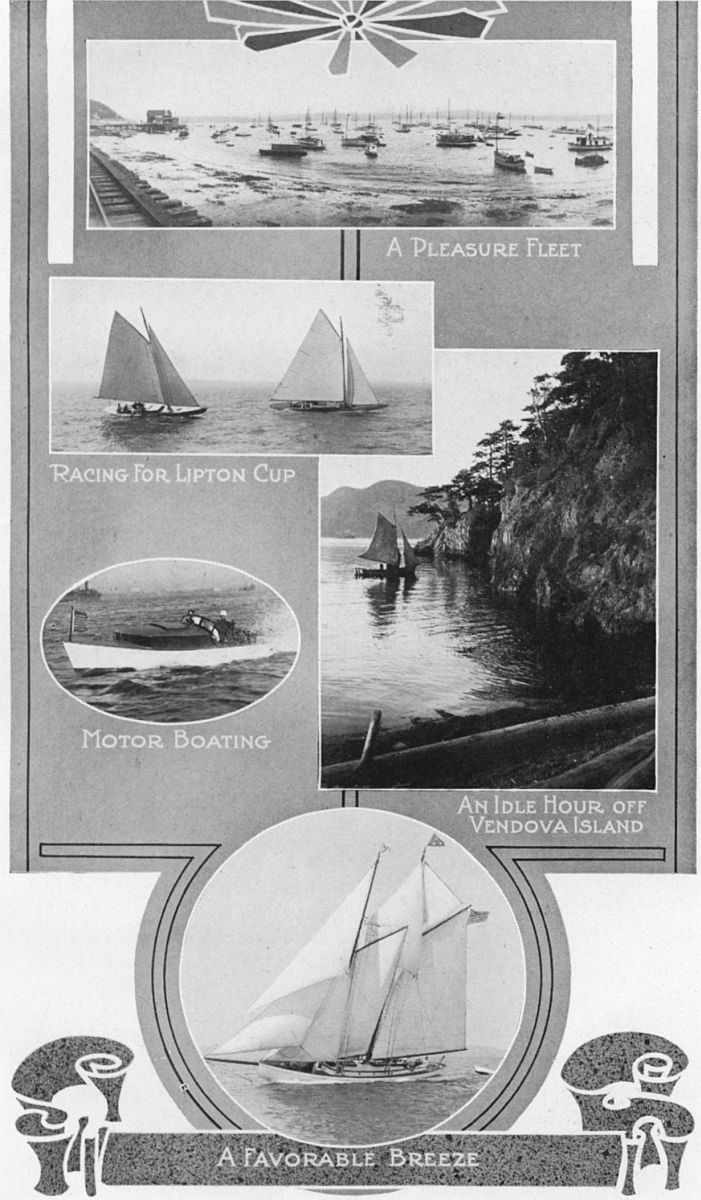 A Pleasure Fleet
Racing For Lipton Cup
Motor Boating
An Idle Hour off
Vendova Island
A Favorable Breeze